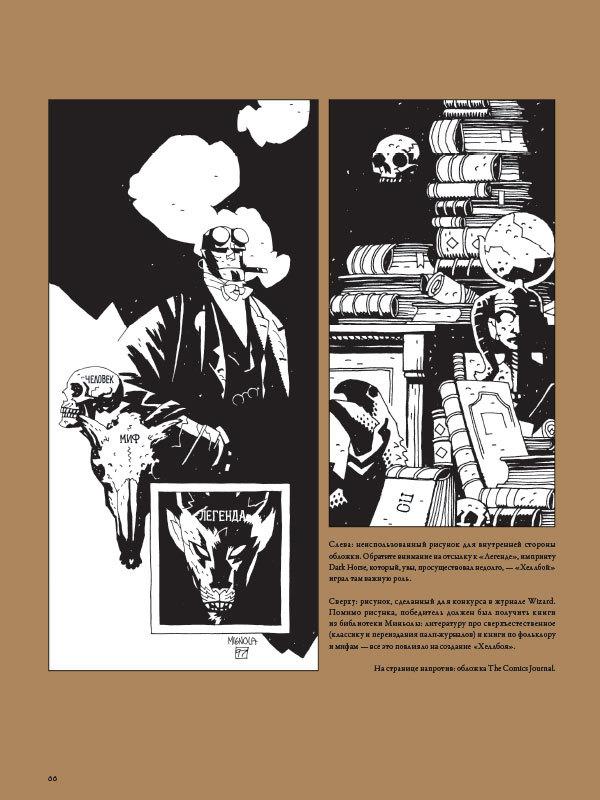 ЧЕЛОВЕК
МИФ
ЛЕГЕНДА
MIGNOLA
97
Слева: неиспользованный рисунок для внутренней стороны
обложки. Обратите внимание на отсылку к «Легенде», импринту
Dark Horse, который, увы, просуществовал недолго, — «Хеллбой»
играл там важную роль.
Сверху: рисунок, сделанный для конкурса в журнале Wizard.
Помимо рисунка, победитель должен был получить книги
из библиотеки Миньолы: литературу про сверхъестественное
(классику и переиздания палп-журналов) и книги по фольклору
и мифам — все это повлияло на создание «Хеллбоя».
На странице напротив: обложка The Comics Journal.
66